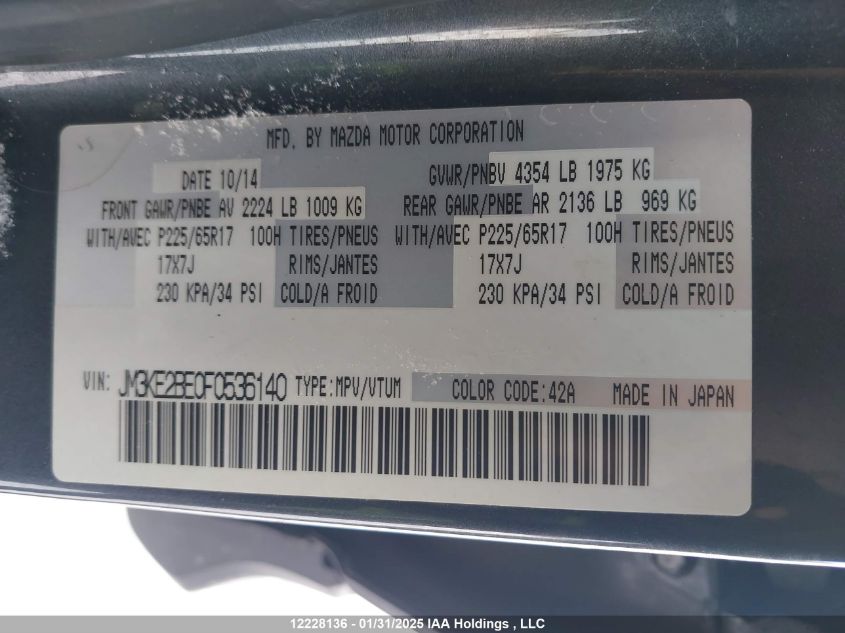 MFD. BY MAZDA MOTOR CORPORATION
DATE 10/14 GVWR/PNBV 4354 LB 1975 KG
FRONT GAWR/PNBE AV 2224 LB 1009 KG REAR GAWR/PNBE AR 2136 LB 969 KG
WITH/AVEC P225/65R17 100H TIRES/PNEUS WITH/AVEC P225/65R17 100H TIRES/PNEUS
17X7J RIMS/JANTES 17X7J RIMS/JANTES
230 KPA/34 PSI COLD/A FROID 230 KPA/34 PSI COLD/A FROID
VIN: JM3KE2BE0F0536140 TYPE:MPV/VTUM COLOR CODE:42A MADE IN JAPAN
12228136 - 01/31/2025 IAA Holdings , LLC